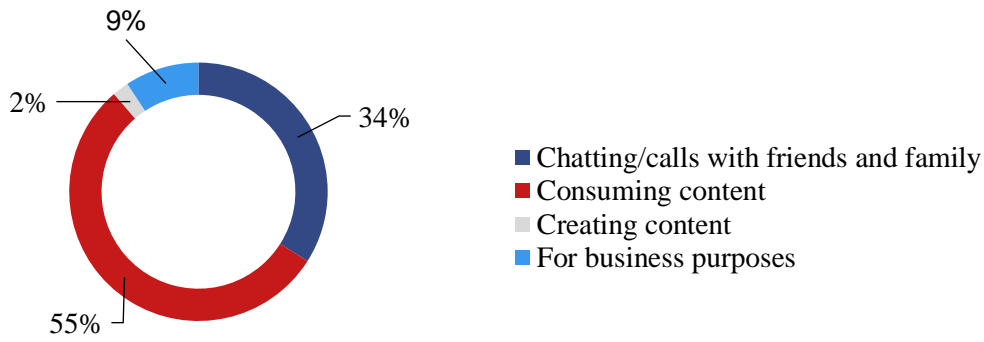 9%
2%
34%
55%
Chatting/calls with friends and family
Consuming content
Creating content
For business purposes